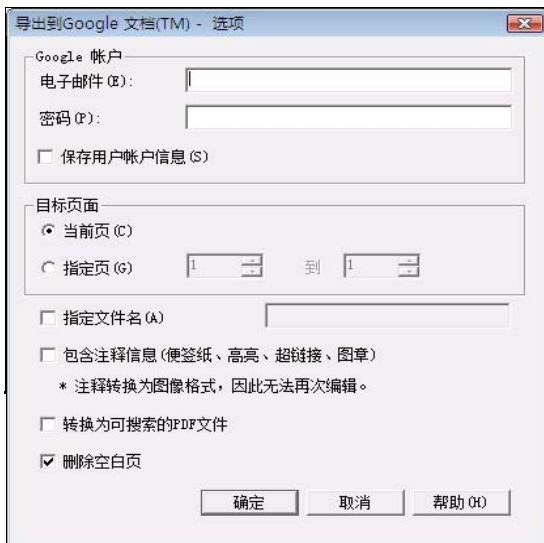 导出到Google 文档(TM) - 选项
Google 帐户
电子邮件(E):
密码(P):
保存用户帐户信息(S)
目标页面
当前页(C)
指定页(G) 1 到 1
指定文件名(A)
包含注释信息(便签纸、高亮、超链接、图章)
* 注释转换为图像格式，因此无法再次编辑。
转换为可搜索的PDF文件
删除空白页
确定 取消 帮助(H)